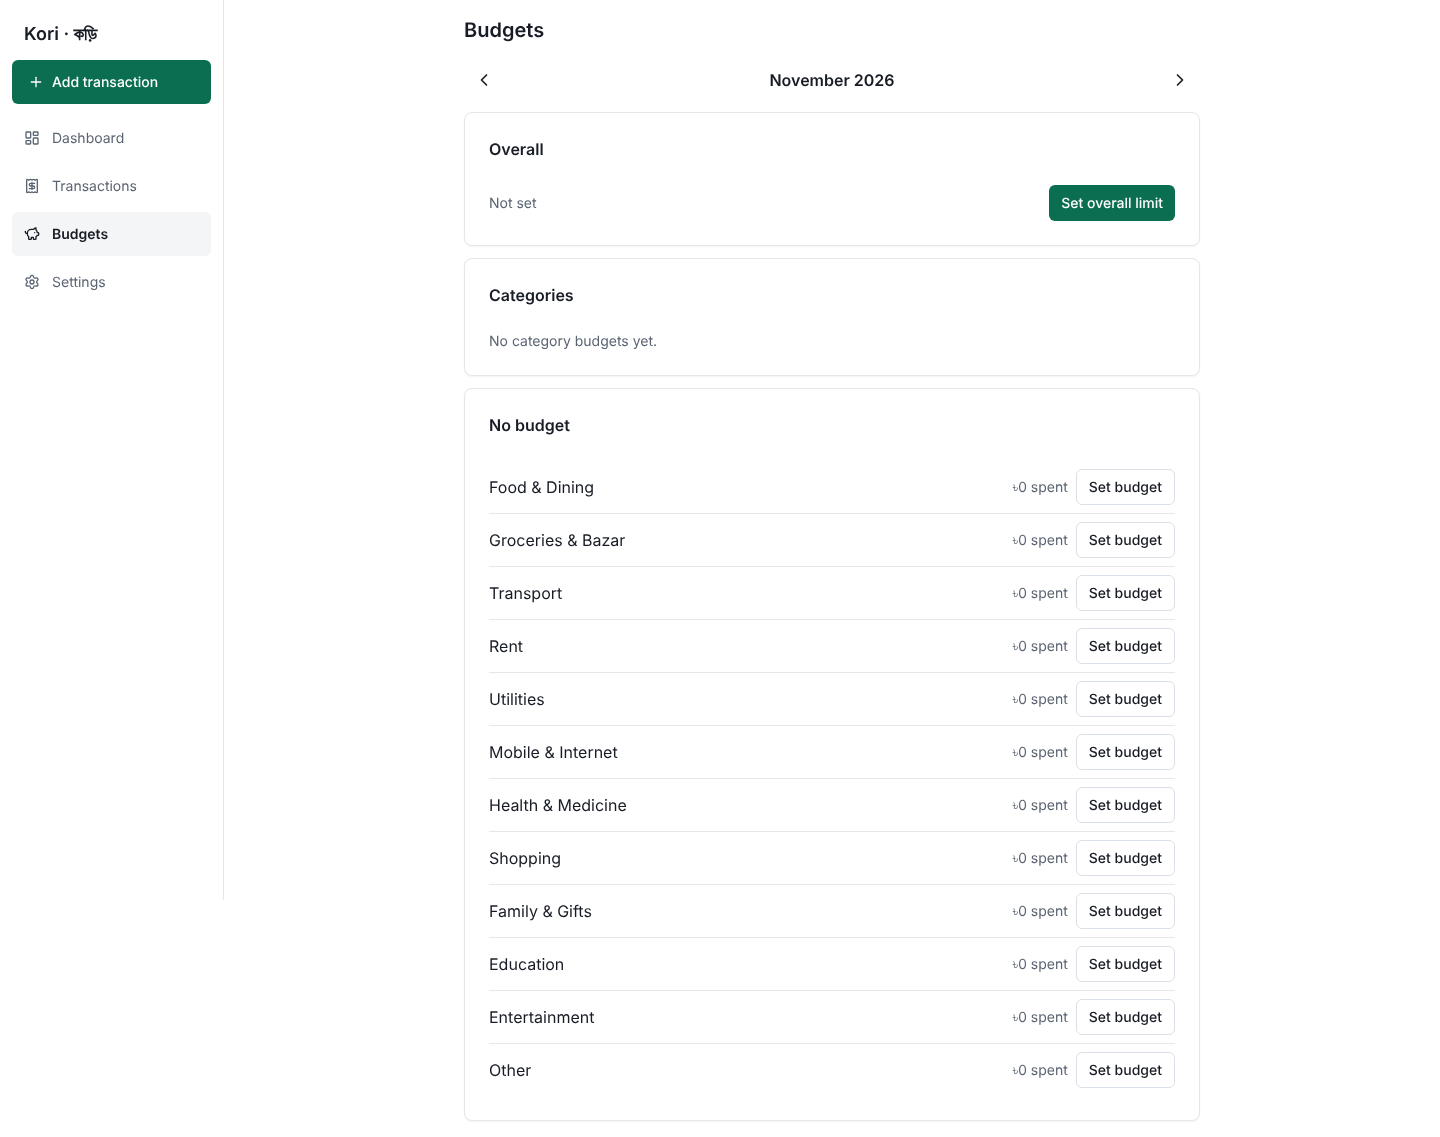 Kori · কড়ি
Add transaction
Dashboard
Transactions
Budgets
Settings
Budgets
November 2026
Overall
Not set
Set overall limit
Categories
No category budgets yet.
No budget
Food & Dining ৳0 spent Set budget
Groceries & Bazar ৳0 spent Set budget
Transport ৳0 spent Set budget
Rent ৳0 spent Set budget
Utilities ৳0 spent Set budget
Mobile & Internet ৳0 spent Set budget
Health & Medicine ৳0 spent Set budget
Shopping ৳0 spent Set budget
Family & Gifts ৳0 spent Set budget
Education ৳0 spent Set budget
Entertainment ৳0 spent Set budget
Other ৳0 spent Set budget